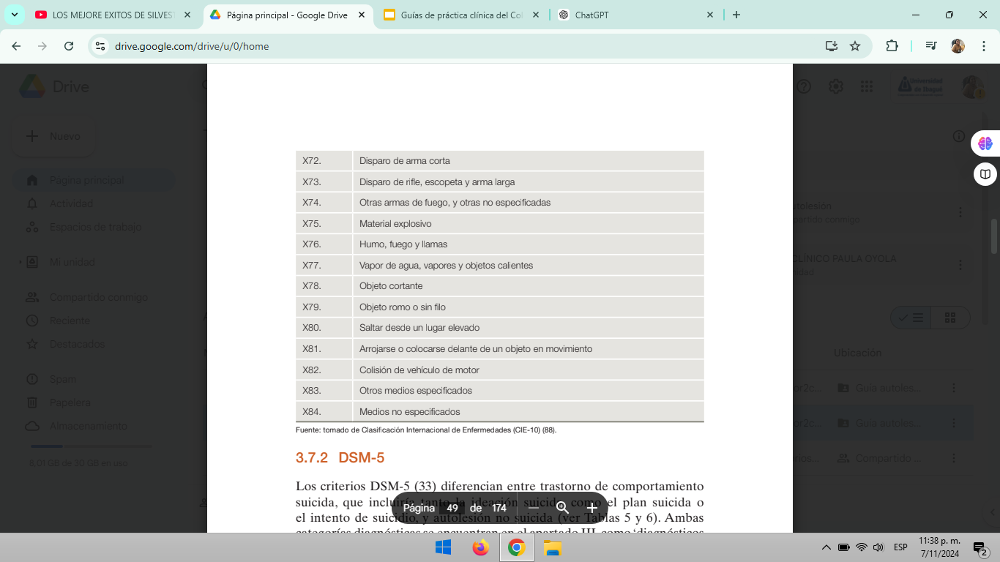 LOS MEJORE EXITOS DE SILVEST
Página principal - Google Drive
Guías de práctica clínica del Co
ChatGPT
drive.google.com/drive/u/0/home
Drive
Universidad
de Ibagué
Nuevo
Página principal
Actividad
Espacios de trabajo
Mi unidad
Compartido conmigo
Reciente
Destacados
Spam
Papelera
Almacenamiento
8.01 GB de 30 GB en uso
X72. Disparo de arma corta
X73. Disparo de rifle, escopeta y arma larga
X74. Otras armas de fuego, y otras no especificadas
X75. Material explosivo
X76. Humo, fuego y llamas
X77. Vapor de agua, vapores y objetos calientes
X78. Objeto cortante
X79. Objeto romo o sin filo
X80. Saltar desde un lugar elevado
X81. Arrojarse o colocarse delante de un objeto en movimiento
X82. Colisión de vehículo de motor
X83. Otros medios especificados
X84. Medios no especificados
Fuente: tomado de Clasificación Internacional de Enfermedades (CIE-10) (88).
3.7.2 DSM-5
Los criterios DSM-5 (33) diferencian entre trastorno de comportamiento
suicida, que incluiría tanto la ideación suicida como el plan suicida o
el intento de suicidio, y autolesión no suicida (ver Tablas 5 y 6). Ambas
categorías diagnósticas se encuentran en el apartado III, como 'diagnósticos
Página 49 de 174
utolesión
partido conmigo
CLÍNICO PAULA OYOLA
nidad
Ubicación
or2c... Guía autoles...
or2c... Guía autoles...
rios, Compartido ...
ESP
11:38 p. m.
7/11/2024
2